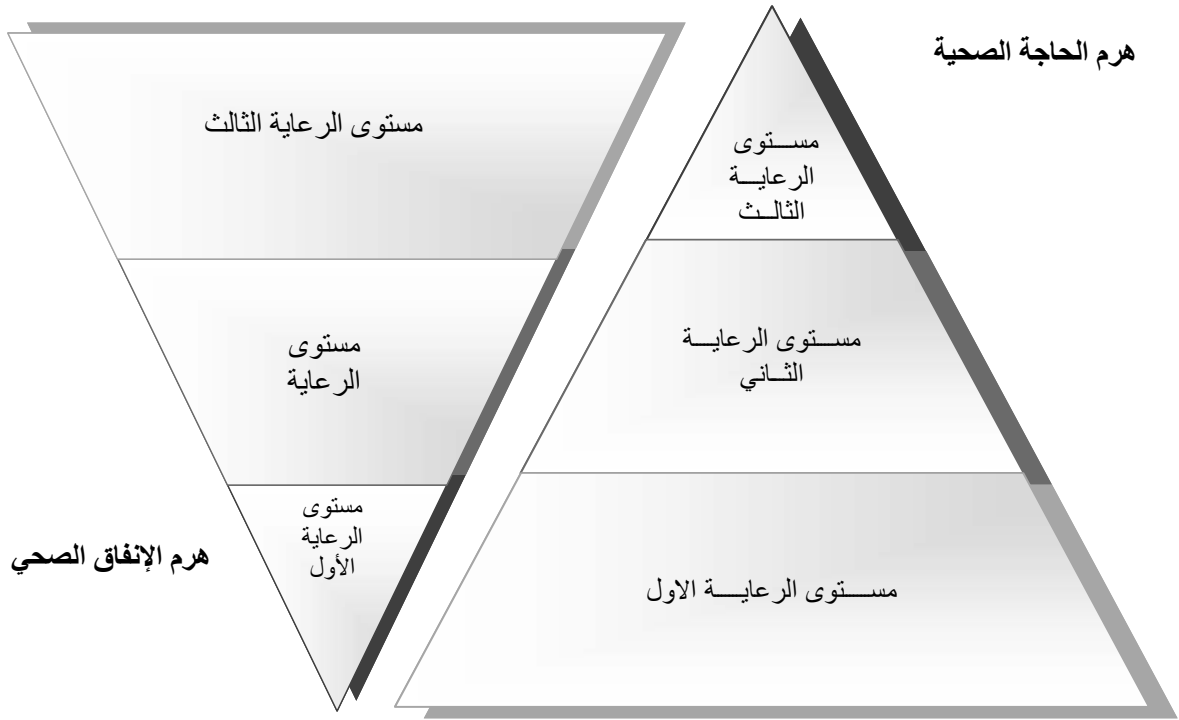 هرم الحاجة الصحية
مستوى
الرعاية
الثالث
مستوى الرعاية
الثاني
مستوى الرعاية الاول
مستوى الرعاية الثالث
مستوى
الرعاية
مستوى
الرعاية
الأول
هرم الإنفاق الصحي